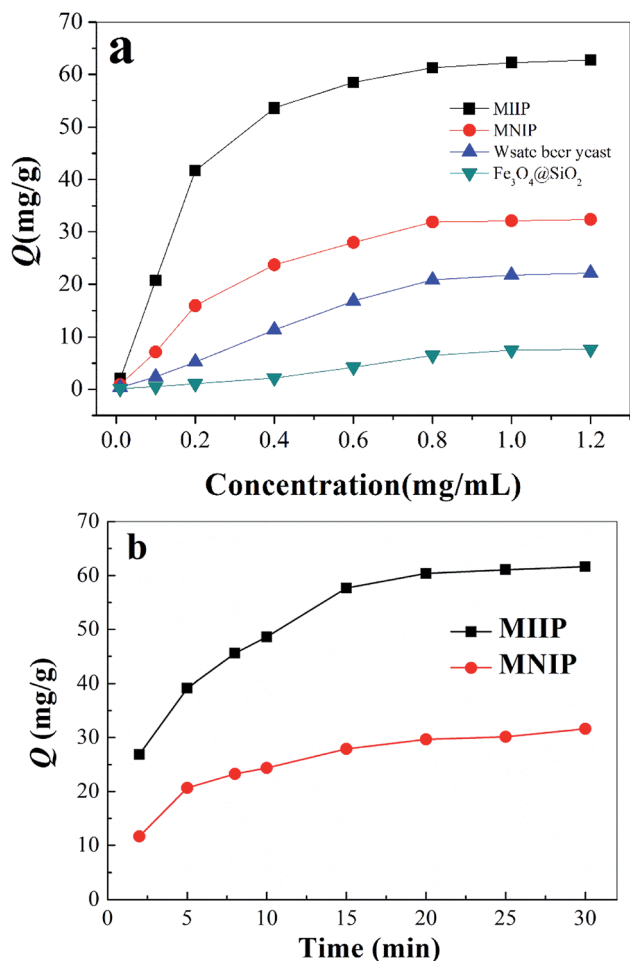 a
70
60
50
40
30
20
10
0
Q(mg/g)
MIIP
MNIP
Wsate beer yeast
Fe₃O₄@SiO₂
0.0 0.2 0.4 0.6 0.8 1.0 1.2
Concentration(mg/mL)
b
70
60
50
40
30
20
10
0
Q (mg/g)
MIIP
MNIP
0 5 10 15 20 25 30
Time (min)